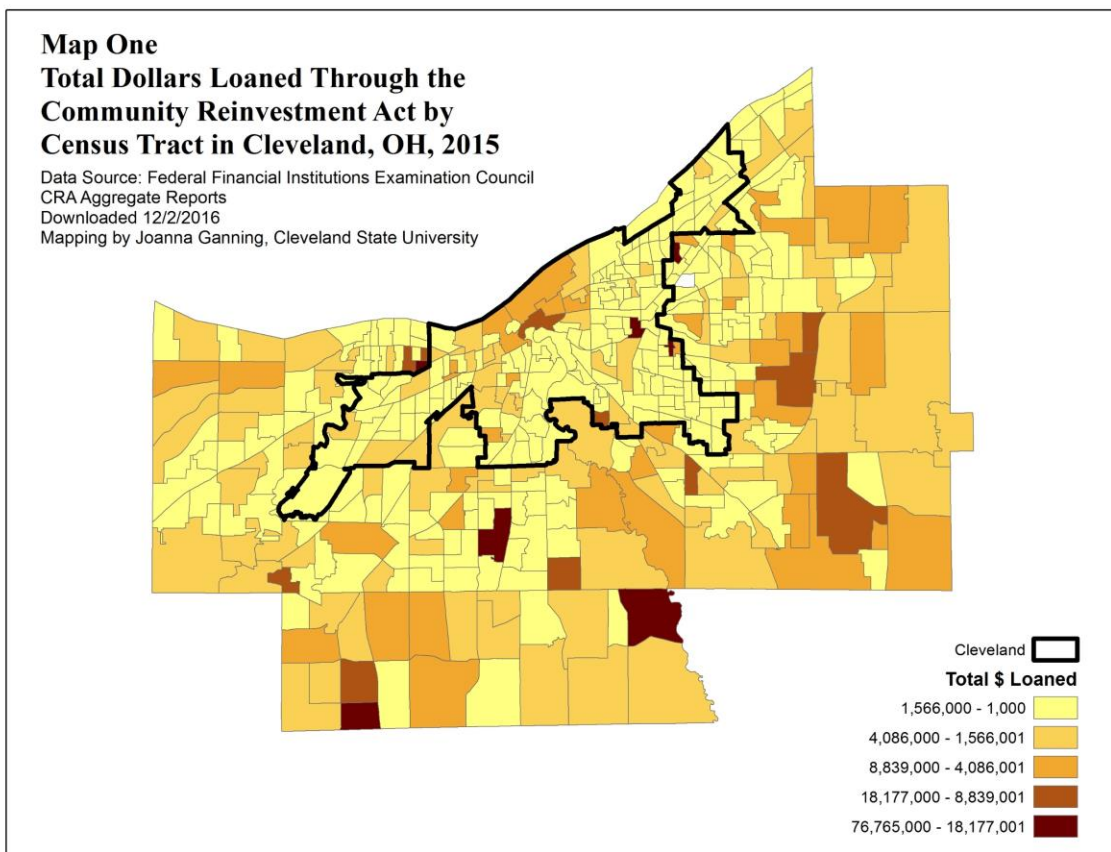 Map One
Total Dollars Loaned Through the
Community Reinvestment Act by
Census Tract in Cleveland, OH, 2015
Data Source: Federal Financial Institutions Examination Council
CRA Aggregate Reports
Downloaded 12/2/2016
Mapping by Joanna Ganning, Cleveland State University
Cleveland
Total $ Loaned
1,566,000 - 1,000
4,086,000 - 1,566,001
8,839,000 - 4,086,001
18,177,000 - 8,839,001
76,765,000 - 18,177,001